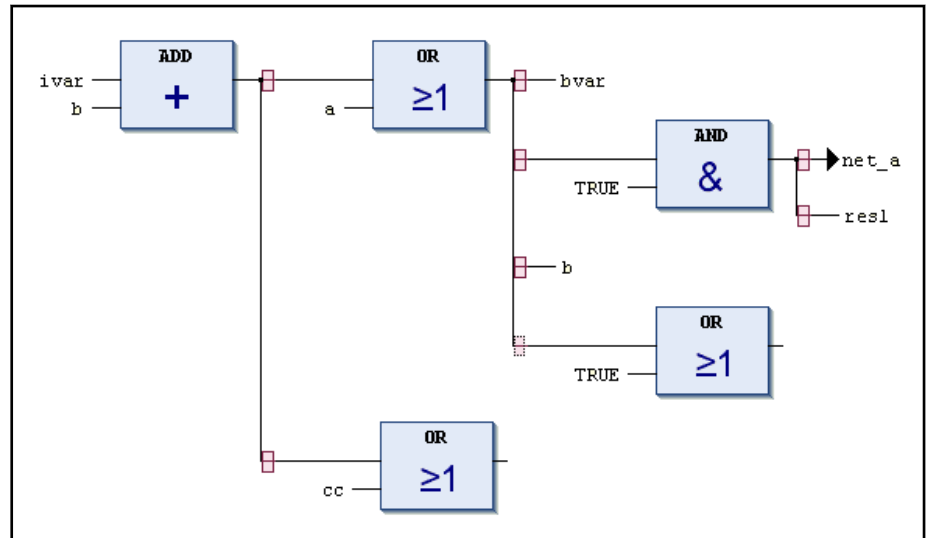 ADD
OR
ivar
+
≥1
bvar
b
a
AND
&
net_a
TRUE
resl
b
OR
≥1
TRUE
OR
≥1
cc